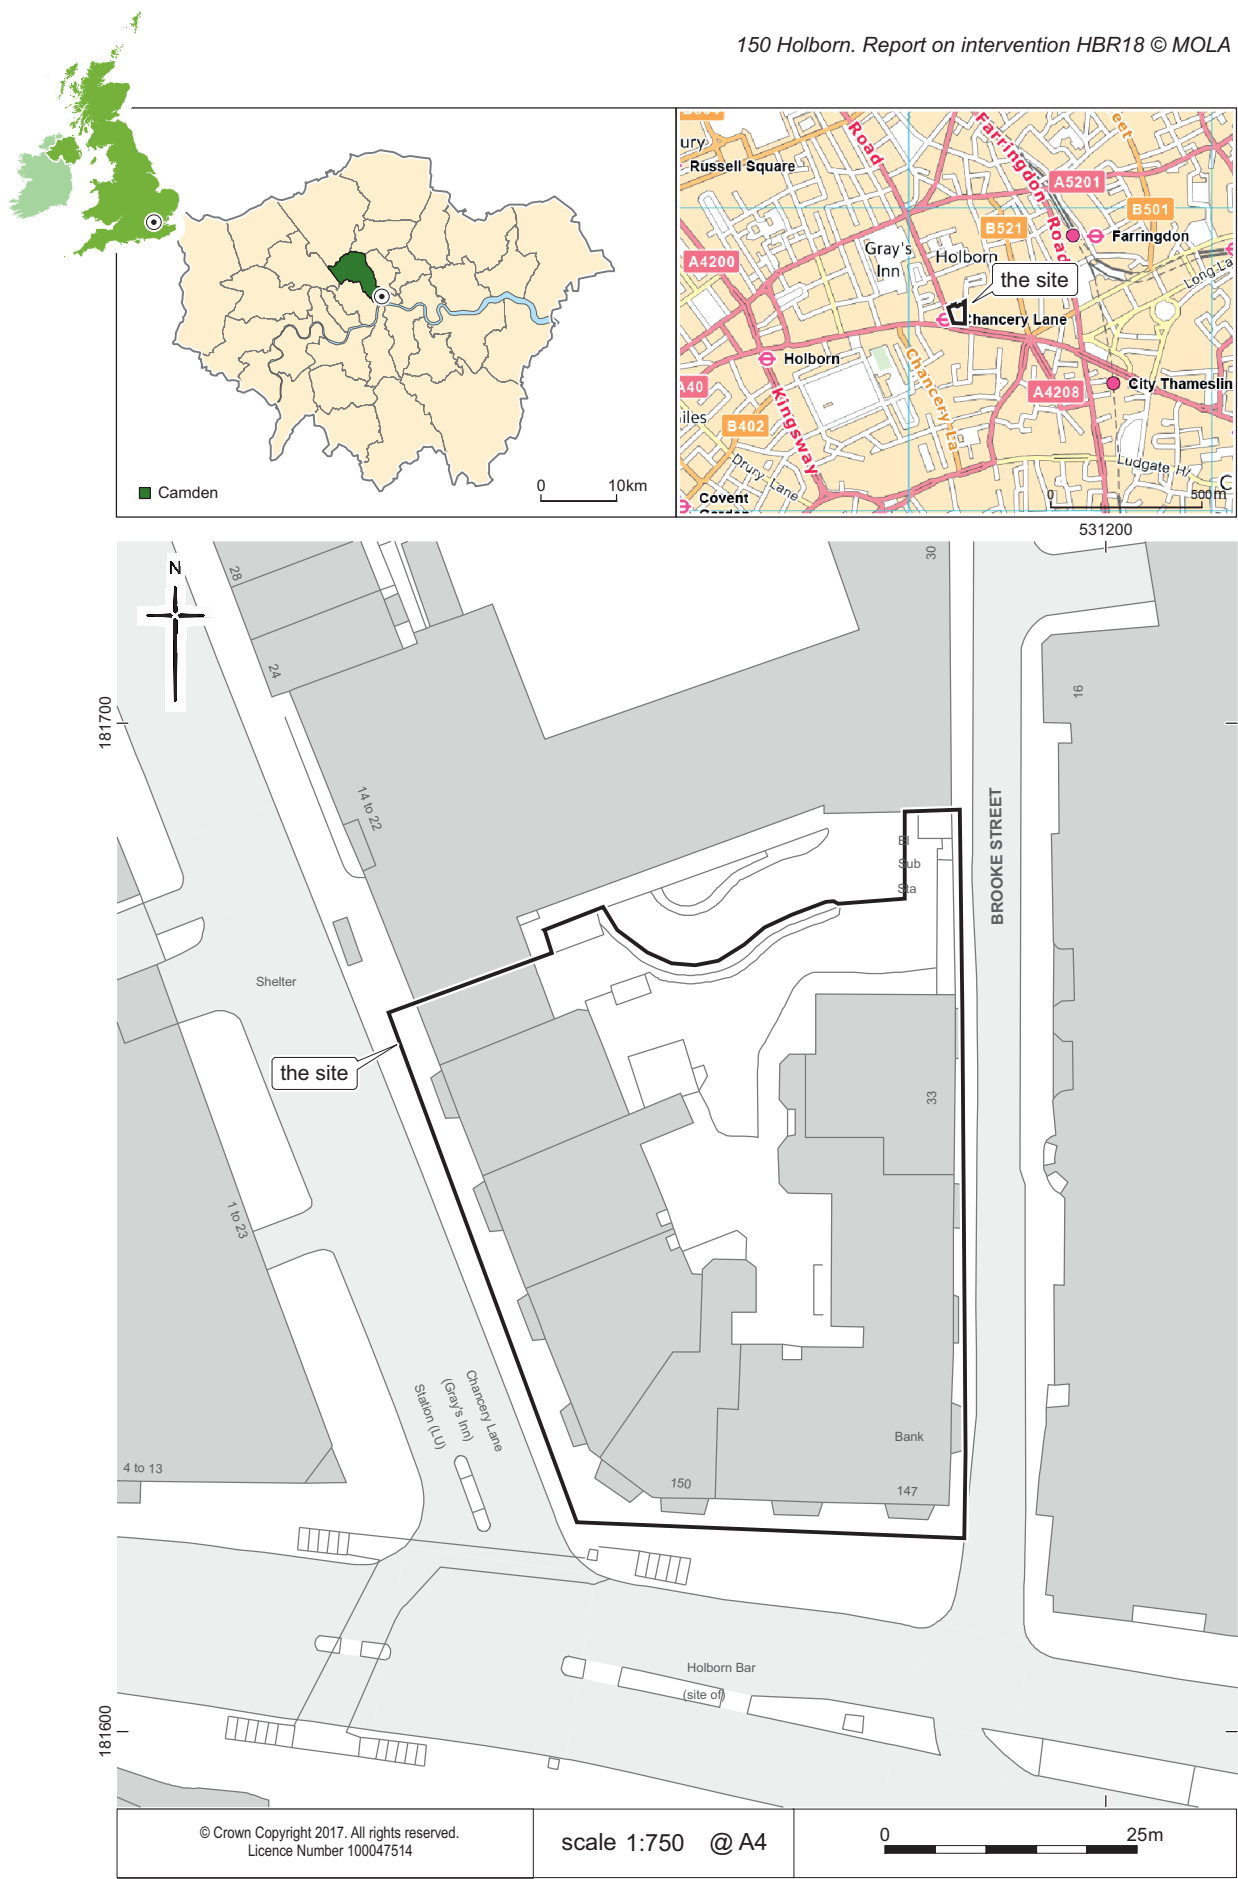 150 Holborn. Report on intervention HBR18 © MOLA
Camden
0
10km
ury
Russell Square
Road
Farringdon Road
eet
A5201
B501
B521
Farringdon
A4200
Gray's
Inn
Holborn
the site
Long La
Chancery Lane
Holborn
Chancery La
A40
Kingsway
A4208
City Thameslin
iles
B402
Drury Lane
Ludgate H
Covent
0
500m
C
531200
N
28
24
30
16
181700
14 to 22
El
Sub
Sta
BROOKE STREET
Shelter
the site
33
1 to 23
Chancery Lane
(Gray's Inn)
Station (LU)
Bank
4 to 13
150
147
Holborn Bar
(site of)
181600
© Crown Copyright 2017. All rights reserved.
Licence Number 100047514
scale 1:750 @ A4
0
25m